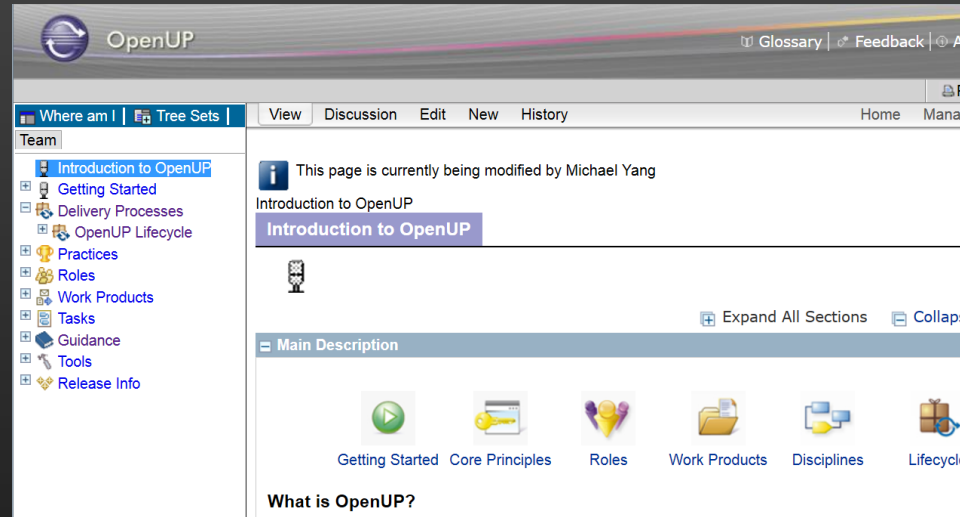 OpenUP
Glossary | Feedback |
Where am I | Tree Sets |
Team
Introduction to OpenUP
Getting Started
Delivery Processes
OpenUP Lifecycle
Practices
Roles
Work Products
Tasks
Guidance
Tools
Release Info
View Discussion Edit New History Home Mana
This page is currently being modified by Michael Yang
Introduction to OpenUP
Introduction to OpenUP
Expand All Sections Collaps
Main Description
Getting Started Core Principles Roles Work Products Disciplines Lifecycl
What is OpenUP?